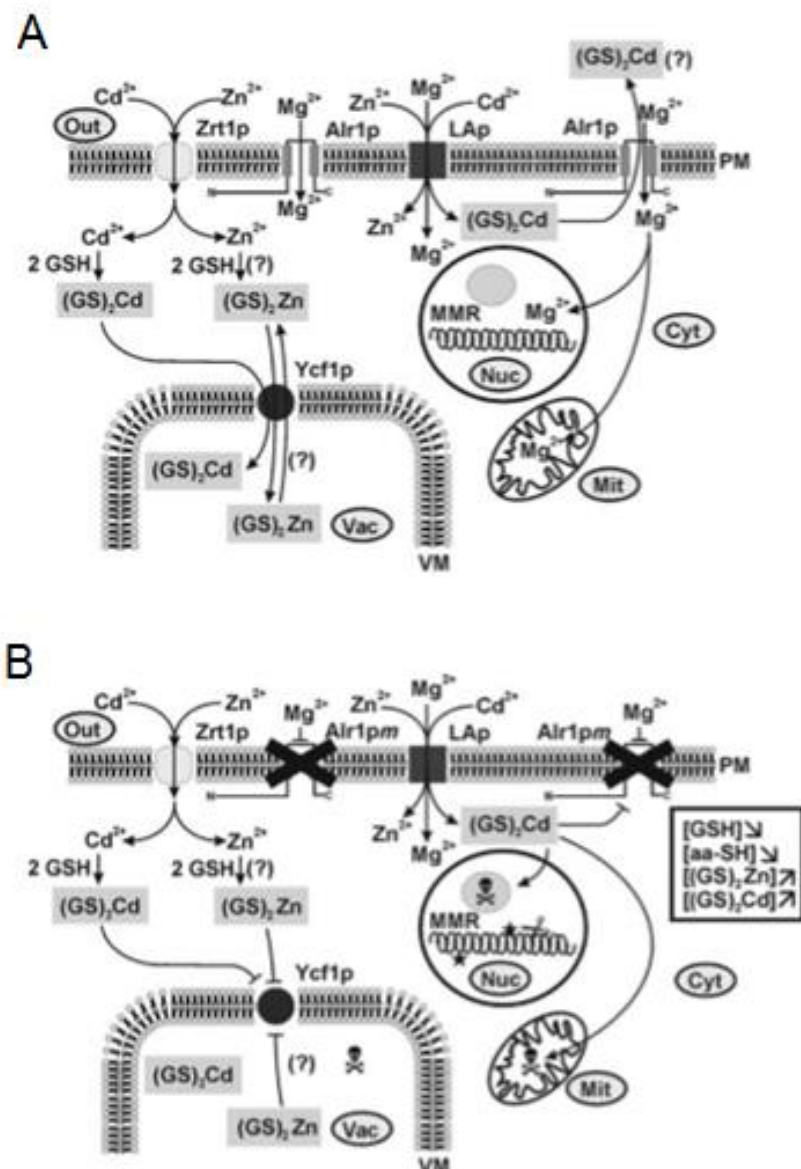 A
(GS)₂Cd (?)
Cd²⁺ Zn²⁺ Mg²⁺ Zn²⁺ Mg²⁺ Cd²⁺ Mg²⁺
Out Zrt1p Alr1p LAp Alr1p
PM
N C N C
Mg²⁺ Zn²⁺ Mg²⁺ (GS)₂Cd Mg²⁺
Cd²⁺ Zn²⁺
2 GSH 2 GSH (?)
(GS)₂Cd (GS)₂Zn
MMR Mg²⁺
Nuc Cyt
Ycf1p
(GS)₂Cd (?)
Mg²⁺
Mit
(GS)₂Zn Vac
VM
B
Cd²⁺ Zn²⁺ Mg²⁺ Zn²⁺ Mg²⁺ Cd²⁺ Mg²⁺
Out Zrt1p Alr1pm LAp Alr1pm
PM
N C N C
Zn²⁺ Mg²⁺ (GS)₂Cd
[GSH]↘
[aa-SH]↘
[(GS)₂Zn]↗
[(GS)₂Cd]↗
Cd²⁺ Zn²⁺
2 GSH 2 GSH (?)
(GS)₂Cd (GS)₂Zn
MMR
Nuc Cyt
Ycf1p
(GS)₂Cd (?)
Mit
(GS)₂Zn Vac
VM